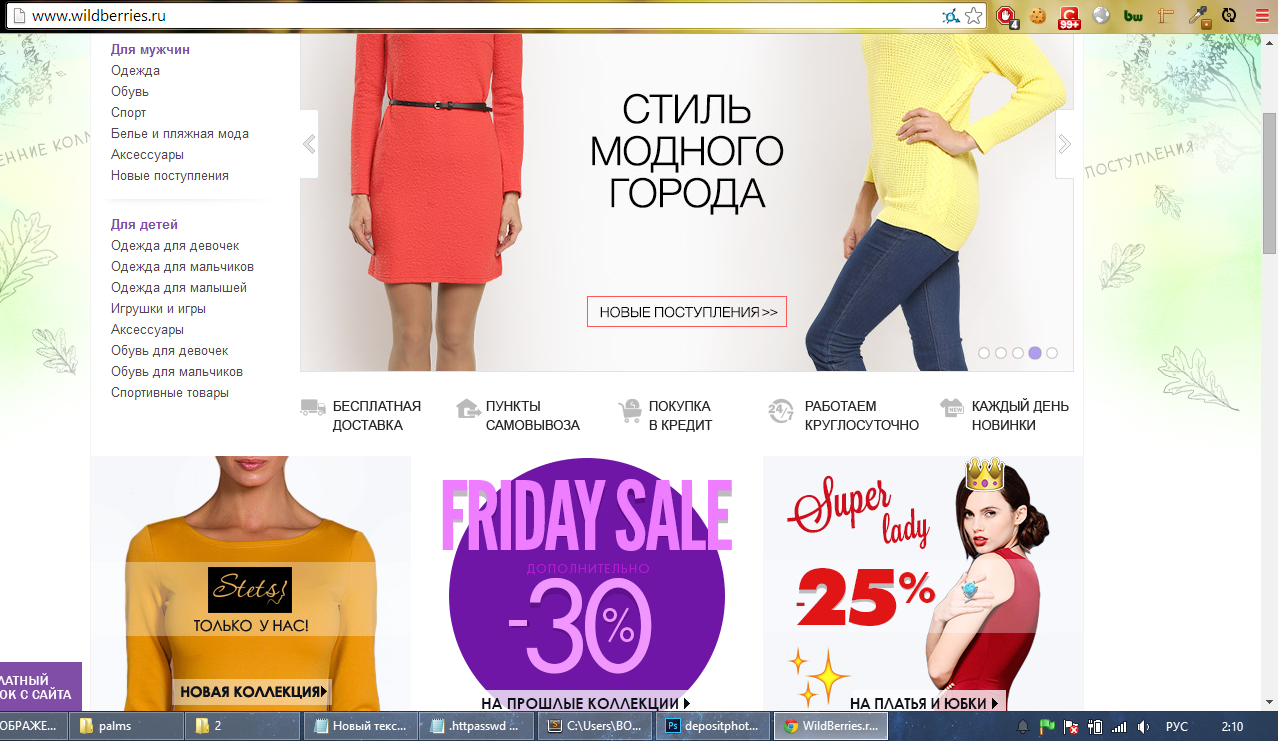 www.wildberries.ru
4
99+
bw
Для мужчин
Одежда
Обувь
Спорт
Белье и пляжная мода
Аксессуары
Новые поступления
Для детей
Одежда для девочек
Одежда для мальчиков
Одежда для малышей
Игрушки и игры
Аксессуары
Обувь для девочек
Обувь для мальчиков
Спортивные товары
ПОСТУПЛЕНИЯ
СТИЛЬ
МОДНОГО
ГОРОДА
НОВЫЕ ПОСТУПЛЕНИЯ >>
БЕСПЛАТНАЯ
ДОСТАВКА
ПУНКТЫ
САМОВЫВОЗА
ПОКУПКА
В КРЕДИТ
24/7
РАБОТАЕМ
КРУГЛОСУТОЧНО
NEW
КАЖДЫЙ ДЕНЬ
НОВИНКИ
Stets!
ТОЛЬКО У НАС!
НОВАЯ КОЛЛЕКЦИЯ
FRIDAY SALE
ДОПОЛНИТЕЛЬНО
-30%
НА ПРОШЛЫЕ КОЛЛЕКЦИИ
Super
lady
-25%
НА ПЛАТЬЯ И ЮБКИ
ЛАТНЫЙ
ОК С САЙТА
ОБРАЖЕ...
palms
2
Новый текс...
.httpasswd ...
C:\Users\BO...
Ps
depositphot...
WildBerries.r...
РУС
2:10